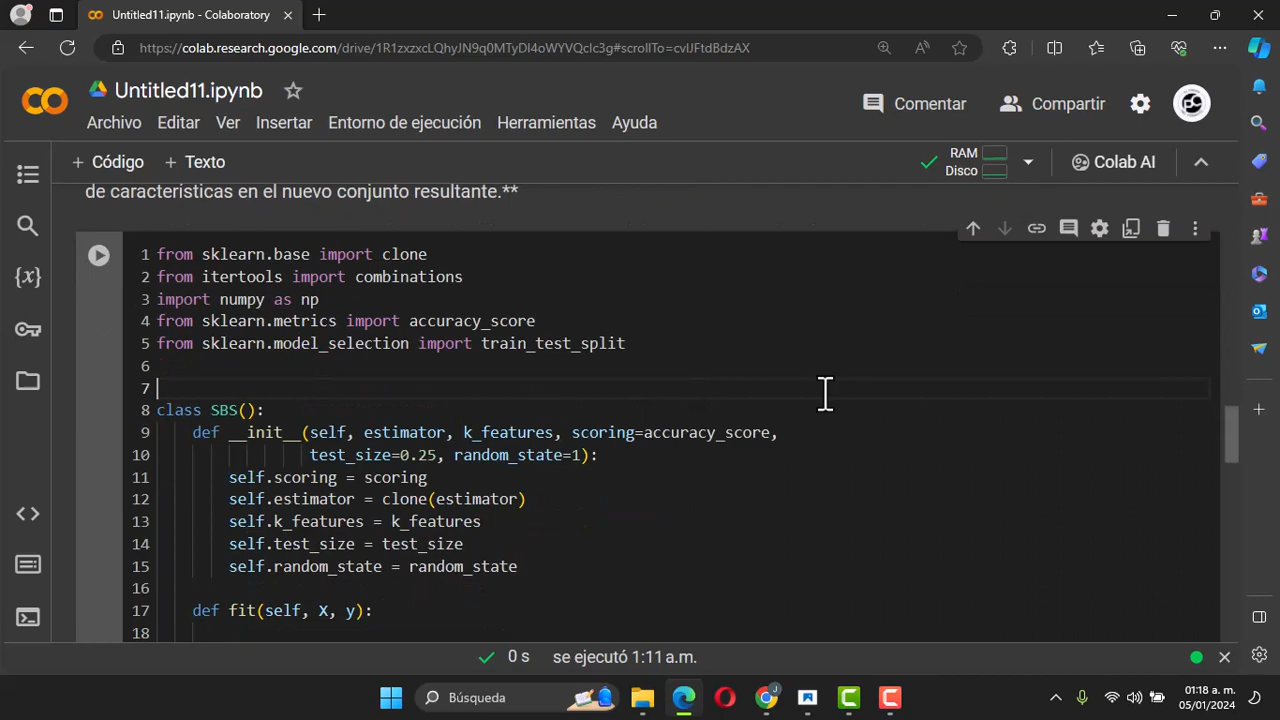 Untitled11.ipynb - Colaboratory
https://colab.research.google.com/drive/1R1zxzxcLQhyJN9q0MTyDl4oWYVQcIc3g#scrollTo=cvIJFtdBdzAX
Untitled11.ipynb
Comentar
Compartir
Archivo Editar Ver Insertar Entorno de ejecución Herramientas Ayuda
+ Código + Texto
RAM
Disco
Colab AI
de características en el nuevo conjunto resultante.**
1 from sklearn.base import clone
2 from itertools import combinations
3 import numpy as np
4 from sklearn.metrics import accuracy_score
5 from sklearn.model_selection import train_test_split
6
7
8 class SBS():
9 def __init__(self, estimator, k_features, scoring=accuracy_score,
10 test_size=0.25, random_state=1):
11 self.scoring = scoring
12 self.estimator = clone(estimator)
13 self.k_features = k_features
14 self.test_size = test_size
15 self.random_state = random_state
16
17 def fit(self, X, y):
18
0 s se ejecutó 1:11 a.m.
Búsqueda
01:18 a. m.
05/01/2024